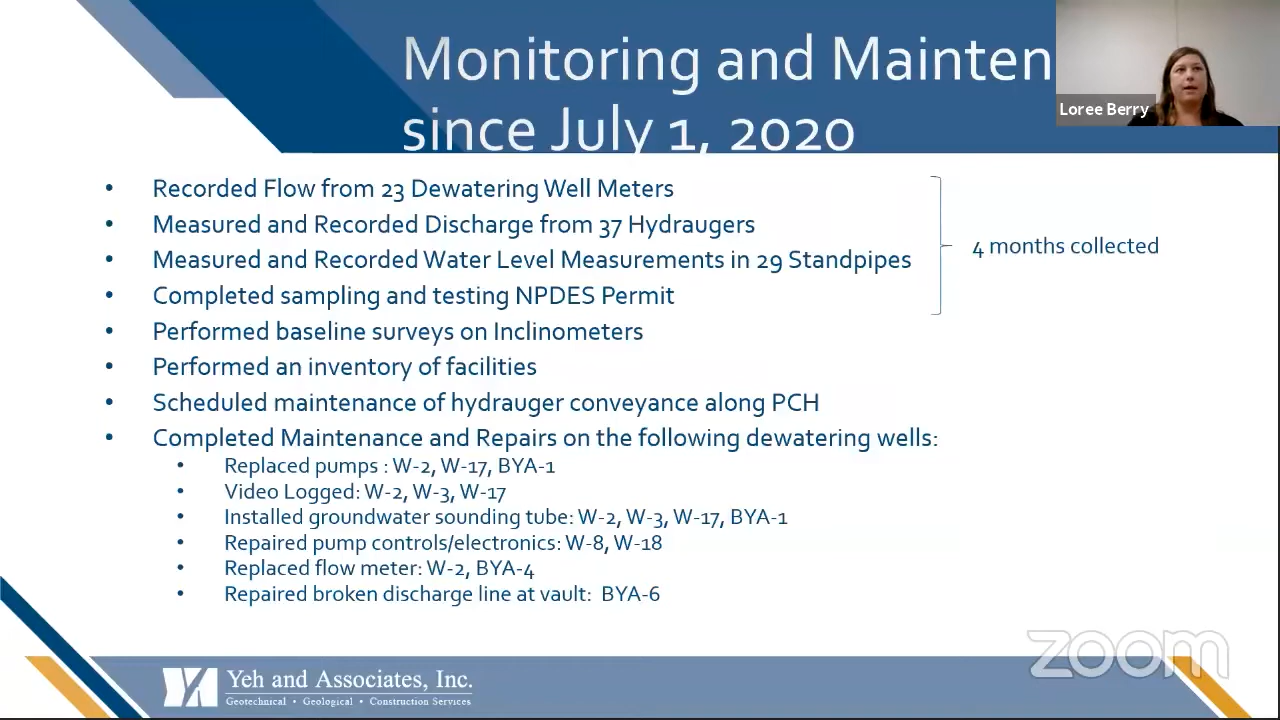 Monitoring and Mainten
since July 1, 2020
Loree Berry
• Recorded Flow from 23 Dewatering Well Meters
• Measured and Recorded Discharge from 37 Hydraugers
• Measured and Recorded Water Level Measurements in 29 Standpipes
• Completed sampling and testing NPDES Permit
4 months collected
• Performed baseline surveys on Inclinometers
• Performed an inventory of facilities
• Scheduled maintenance of hydrauger conveyance along PCH
• Completed Maintenance and Repairs on the following dewatering wells:
• Replaced pumps : W-2, W-17, BYA-1
• Video Logged: W-2, W-3, W-17
• Installed groundwater sounding tube: W-2, W-3, W-17, BYA-1
• Repaired pump controls/electronics: W-8, W-18
• Replaced flow meter: W-2, BYA-4
• Repaired broken discharge line at vault: BYA-6
zoom
Yeh and Associates, Inc.
Geotechnical • Geological • Construction Services